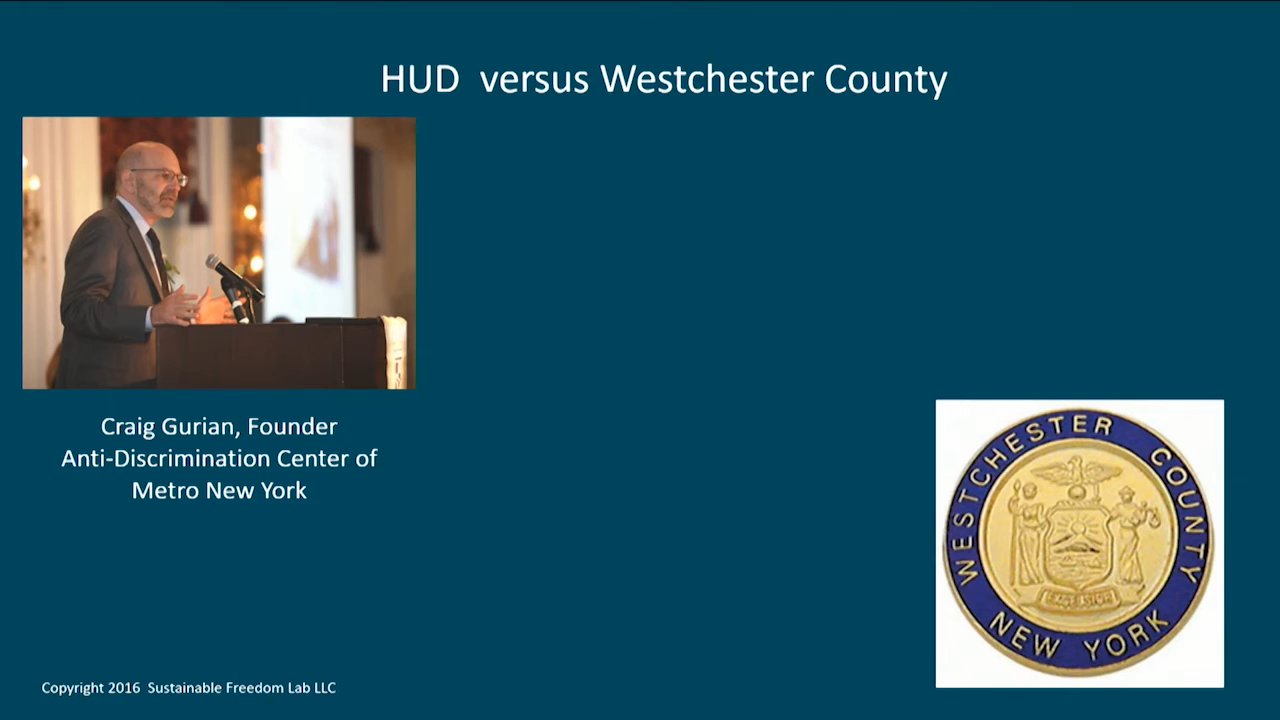 HUD versus Westchester County
Craig Gurian, Founder
Anti-Discrimination Center of
Metro New York
WESTCHESTER COUNTY
NEW YORK
EXCELSIOR
Copyright 2016 Sustainable Freedom Lab LLC